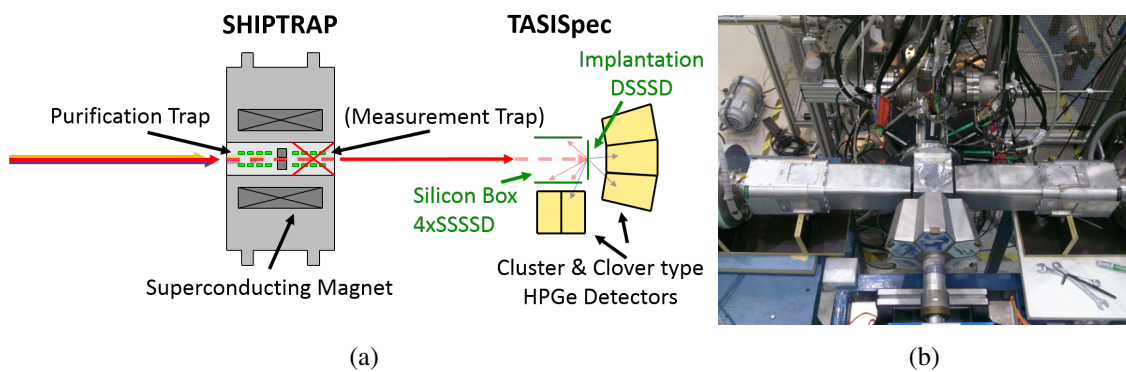 SHIPTRAP
TASISpec
Implantation
DSSSD
Purification Trap
(Measurement Trap)
Silicon Box
4xSSSSD
Cluster & Clover type
HPGe Detectors
Superconducting Magnet
(a)
(b)